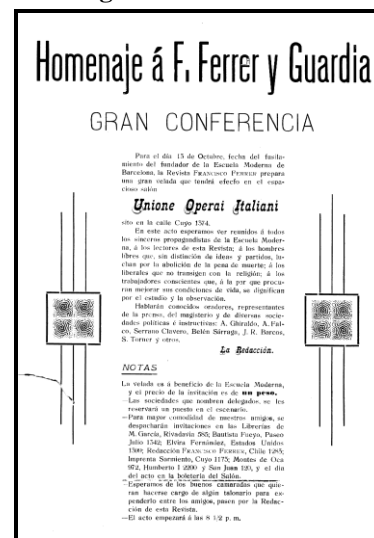 Homenaje á F. Ferrer y Guardia
GRAN CONFERENCIA
Para el día 13 de Octubre, fecha del fusila-
miento del fundador de la Escuela Moderna de
Barcelona, la Revista FRANCISCO FERRER prepara
una gran velada que tendrá efecto en el espa-
cioso salón
Unione Operai Italiani
sito en la calle Cuyo 1374.
En este acto esperamos ver reunidos á todos
los sinceros propagandistas de la Escuela Moder-
na, á los lectores de esta Revista; á los hombres
libres que, sin distinción de ideas y partidos, lu-
chan por la abolición de la pena de muerte; á los
liberales que no transigen con la religión; á los
trabajadores conscientes que, á la par que procu-
ran mejorar sus condiciones de vida, se dignifican
por el estudio y la observación.
Hablarán conocidos oradores, representantes
de la prensa, del magisterio y de diversas socie-
dades políticas é instructivas: A. Ghiraldo, A. Fal-
co, Serrano Clavero, Belén Sárraga, J. R. Barcos,
S. Torner y otros.
La Redacción.
NOTAS
La velada es á beneficio de la Escuela Moderna,
y el precio de la invitación es de un peso.
—Las sociedades que nombren delegados, se les
reservará un puesto en el escenario.
—Para mayor comodidad de nuestros amigos, se
despacharán invitaciones en las Librerías de
M. García, Rivadavia 585; Bautista Fueyo, Paseo
Julio 1342; Elvira Fernández, Estados Unidos
1309; Redacción FRANCISCO FERRER, Chile 1283;
Imprenta Sarmiento, Cuyo 1175; Montes de Oca
972, Humberto I 2290 y San Juan 120, y el día
del acto en la boletería del Salón.
—Esperamos de los buenos camaradas que quie-
ran hacerse cargo de algún talonario para ex-
penderlo entre los amigos, pasen por la Redac-
ción de esta Revista.
—El acto empezará á las 8 1/2 p. m.